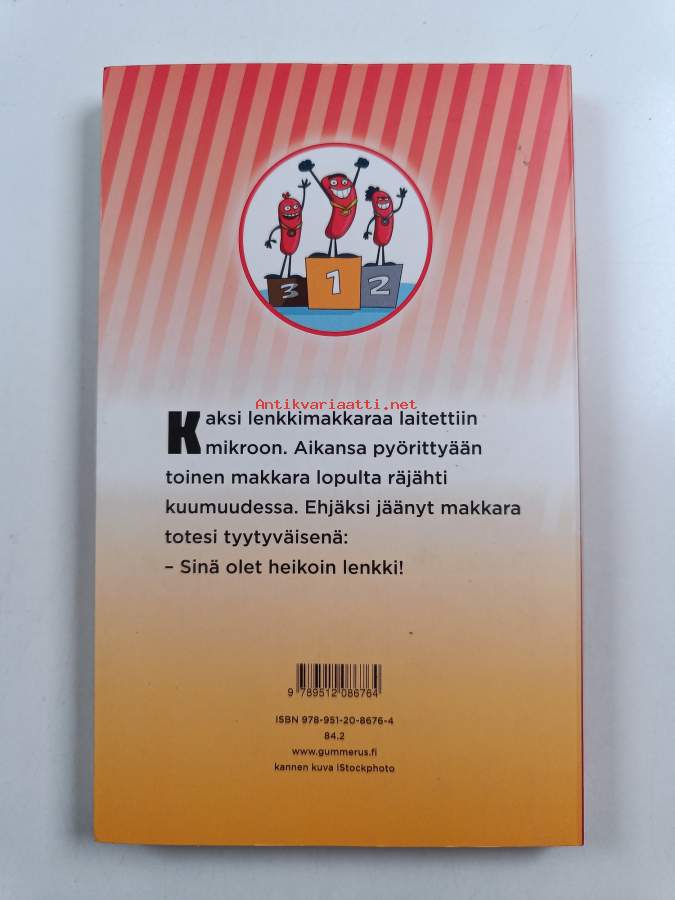 3
1
2
Antikvariaatti.net
Kaksi lenkkimakkaraa laitettiin
mikroon. Aikansa pyörittyään
toinen makkara lopulta räjähti
kuumuudessa. Ehjäksi jäänyt makkara
totesi tyytyväisenä:
– Sinä olet heikoin lenkki!
9 789512 086764
ISBN 978-951-20-8676-4
84.2
www.gummerus.fi
kannen kuva iStockphoto